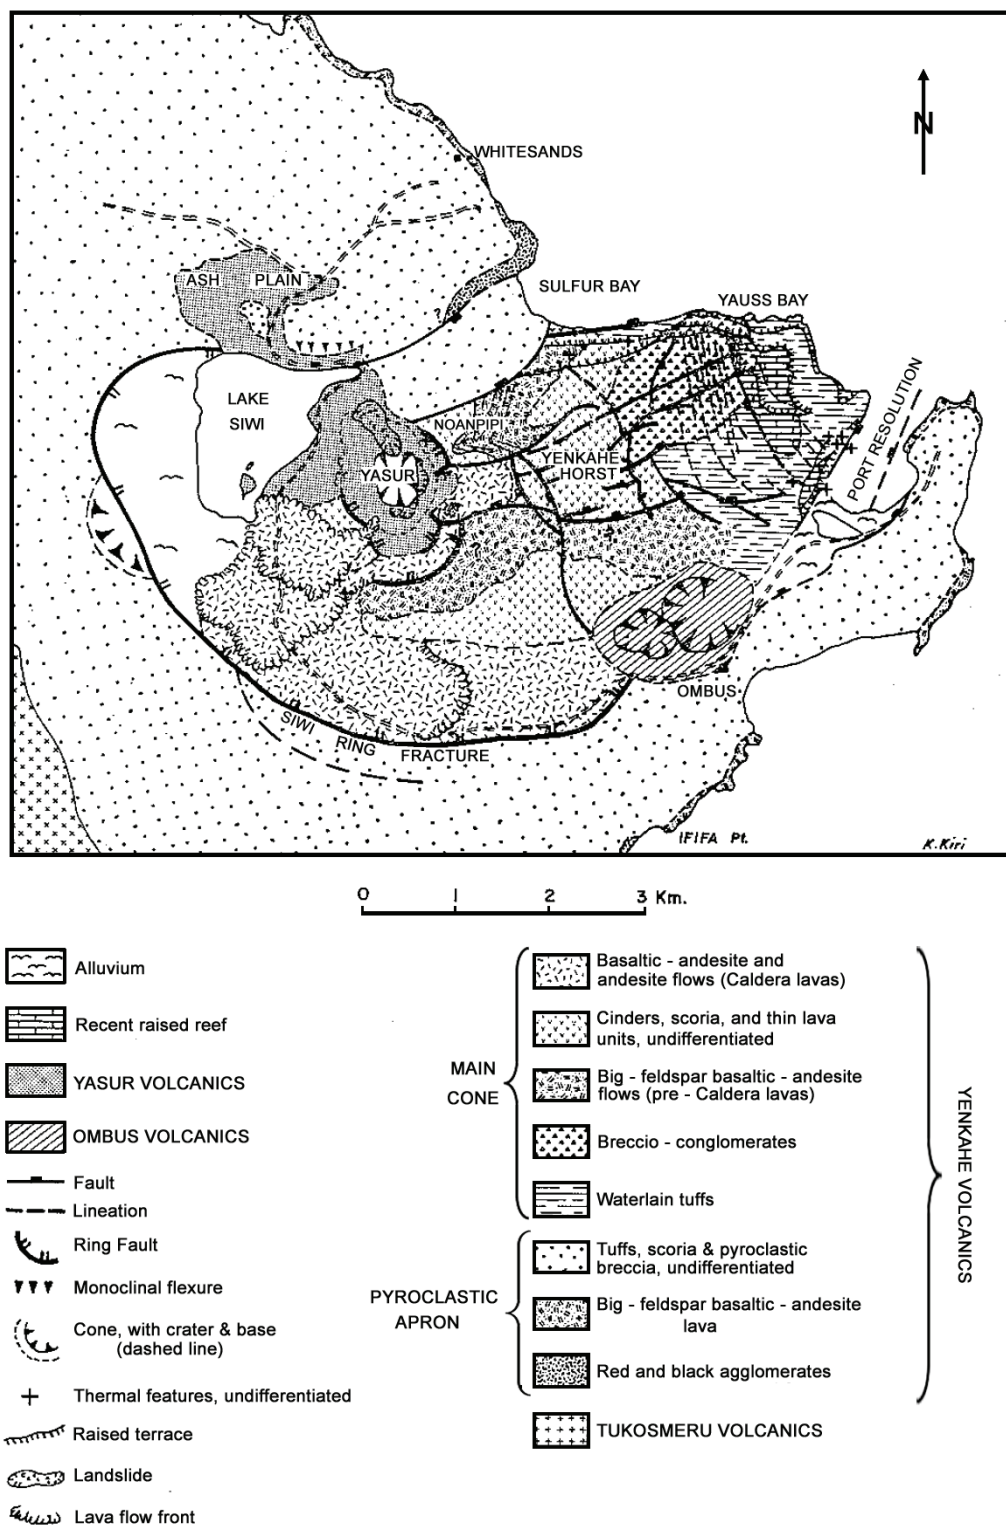 N
WHITESANDS
ASH PLAIN
SULFUR BAY
YAUSS BAY
LAKE
SIWI
NOANPIPI
PORT RESOLUTION
YASUR
YENKAHE
HORST
?
?
?
OMBUS
SIWI RING FRACTURE
IFIFA Pt.
K. Kiri
0 1 2 3 Km.
Alluvium
Recent raised reef
YASUR VOLCANICS
OMBUS VOLCANICS
Fault
Lineation
Ring Fault
Monoclinal flexure
Cone, with crater & base
(dashed line)
Thermal features, undifferentiated
Raised terrace
Landslide
Lava flow front
MAIN
CONE
Basaltic - andesite and
andesite flows (Caldera lavas)
Cinders, scoria, and thin lava
units, undifferentiated
Big - feldspar basaltic - andesite
flows (pre - Caldera lavas)
Breccio - conglomerates
Waterlain tuffs
PYROCLASTIC
APRON
Tuffs, scoria & pyroclastic
breccia, undifferentiated
Big - feldspar basaltic - andesite
lava
Red and black agglomerates
TUKOSMERU VOLCANICS
YENKAHE VOLCANICS